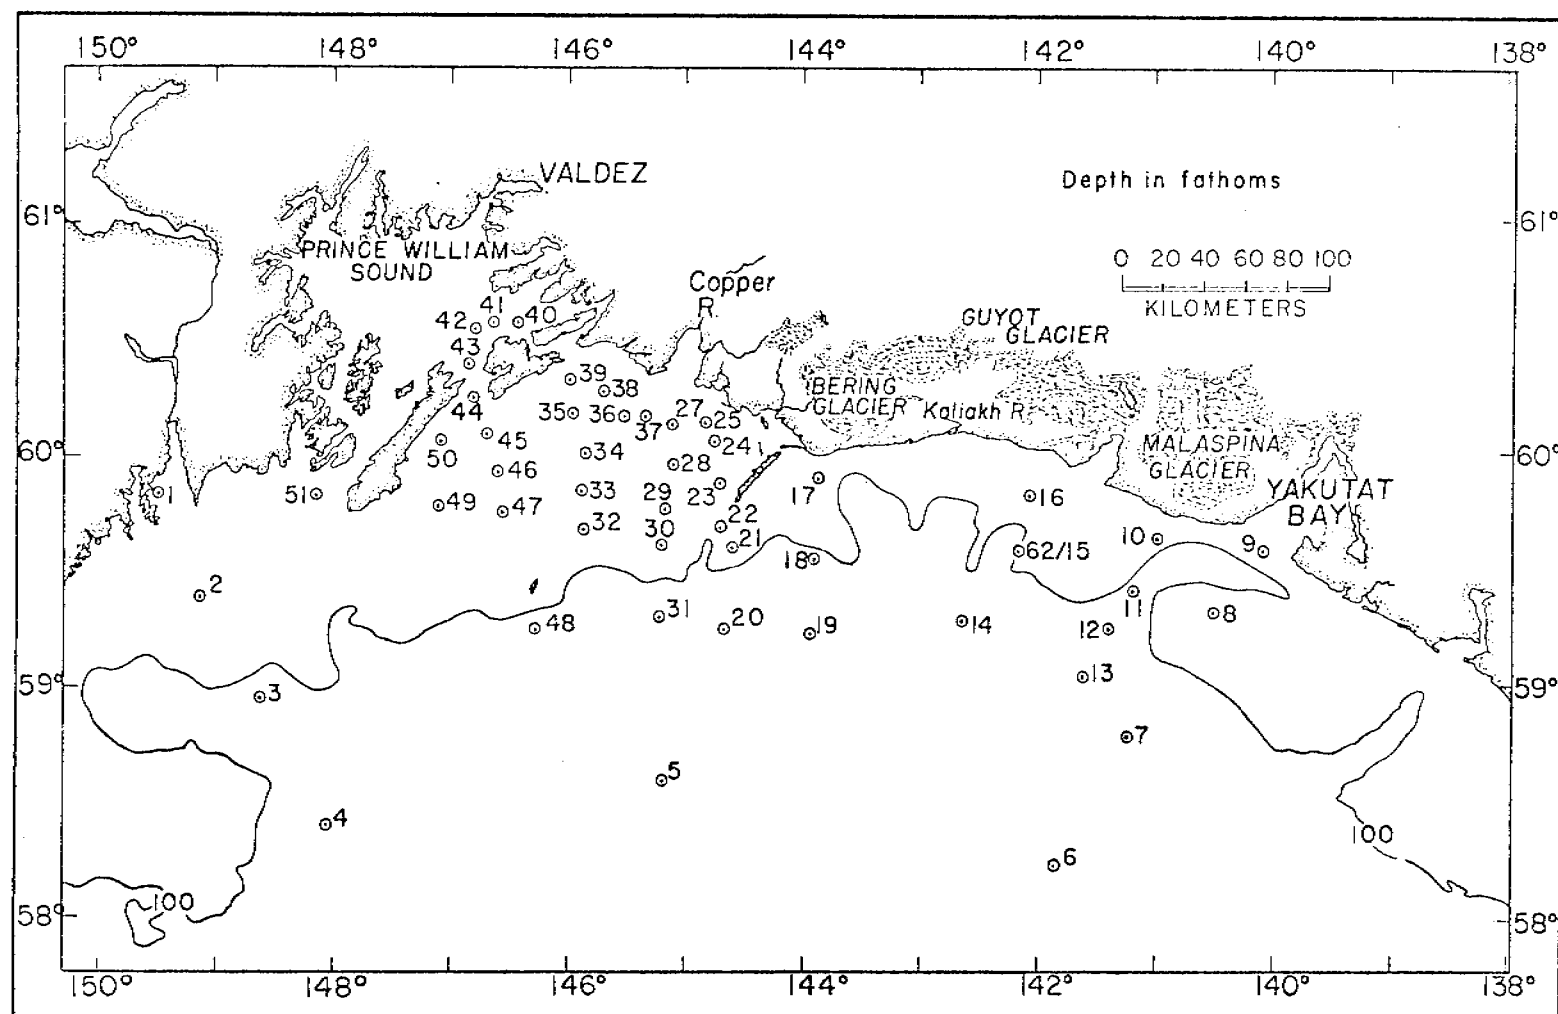 150° 148° 146° 144° 142° 140° 138°
VALDEZ
Depth in fathoms
61° 61°
PRINCE WILLIAM
SOUND
0 20 40 60 80 100
KILOMETERS
Copper
R.
41
42 40
43
GUYOT
GLACIER
39
38
BERING
GLACIER
Kaliakh R.
44
35 36 37 27 25
45
50
34
24
MALASPINA
GLACIER
60° 60°
46
28
1
51
49
47
33
29
23
17
16
YAKUTAT
BAY
32
30
22
21
18
62/15
10
9
2
48
31
20
19
14
11
12
8
59° 59°
3
13
7
5
4
6
100
100
58° 58°
150° 148° 146° 144° 142° 140° 138°